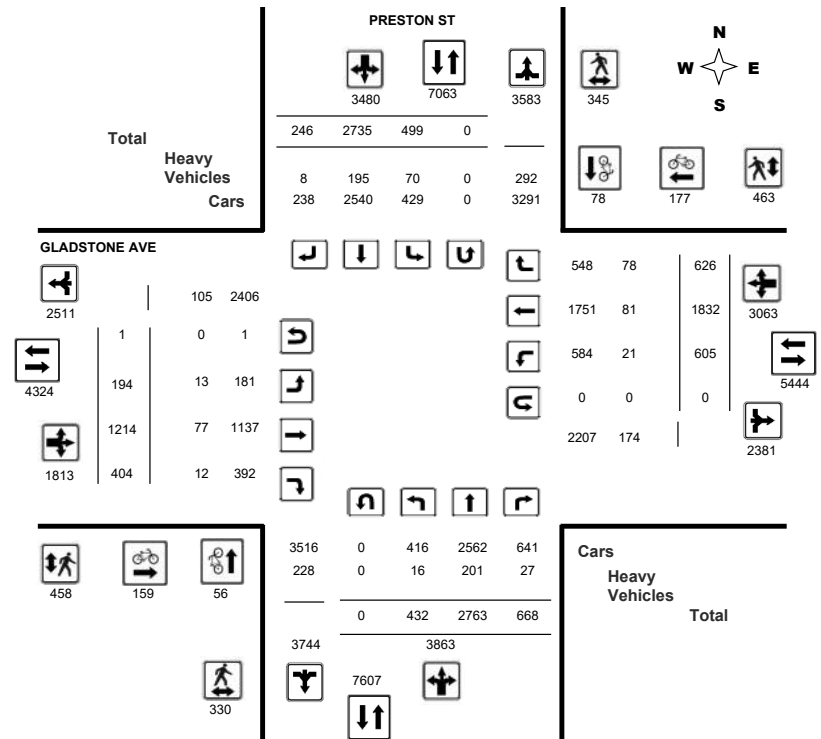 PRESTON ST
N
W E
S
3480 7063 3583 345
Total 246 2735 499 0
Heavy
Vehicles 8 195 70 0 292
Cars 238 2540 429 0 3291
78 177 463
GLADSTONE AVE
548 78 626
2511 105 2406
1751 81 1832 3063
1 0 1
584 21 605
4324 194 13 181
5444
0 0 0
1214 77 1137
2207 174 2381
1813 404 12 392
3516 0 416 2562 641
228 0 16 201 27
Cars
Heavy
Vehicles
Total
458 159 56
0 432 2763 668
3744 3863
7607
330